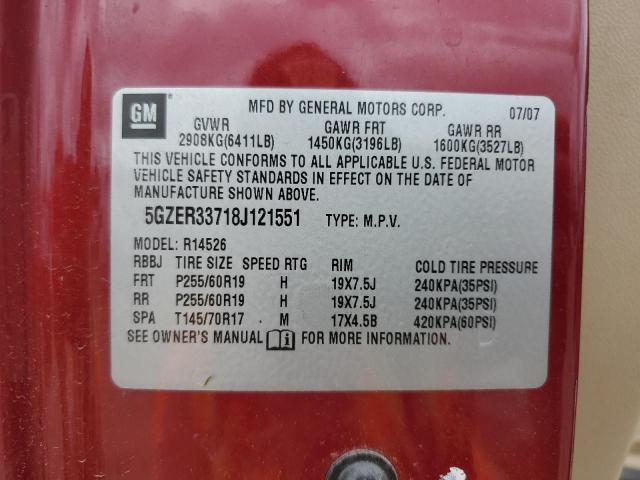 GM
MFD BY GENERAL MOTORS CORP. 07/07
GVWR GAWR FRT GAWR RR
2908KG(6411LB) 1450KG(3196LB) 1600KG(3527LB)
THIS VEHICLE CONFORMS TO ALL APPLICABLE U.S. FEDERAL MOTOR
VEHICLE SAFETY STANDARDS IN EFFECT ON THE DATE OF
MANUFACTURE SHOWN ABOVE.
5GZER33718J121551 TYPE: M.P.V.
MODEL: R14526
RBBJ TIRE SIZE SPEED RTG RIM COLD TIRE PRESSURE
FRT P255/60R19 H 19X7.5J 240KPA(35PSI)
RR P255/60R19 H 19X7.5J 240KPA(35PSI)
SPA T145/70R17 M 17X4.5B 420KPA(60PSI)
SEE OWNER'S MANUAL FOR MORE INFORMATION.